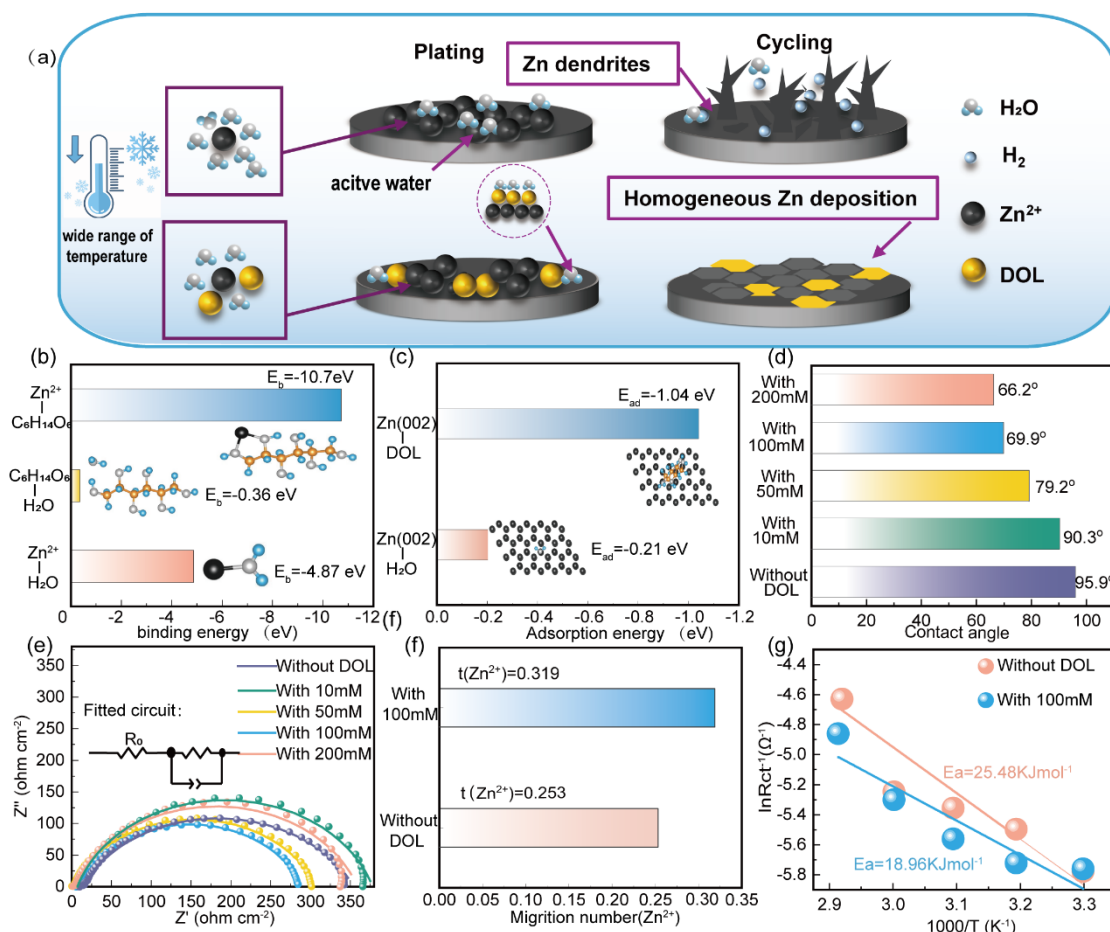 (a)
Plating
Cycling
Zn dendrites
H₂O
H₂
Zn²⁺
DOL
acitve water
Homogeneous Zn deposition
wide range of
temperature
(b)
Zn²⁺
C₆H₁₄O₆
E_b=-10.7eV
C₆H₁₄O₆
H₂O
E_b=-0.36 eV
Zn²⁺
H₂O
E_b=-4.87 eV
0 -2 -4 -6 -8 -10 -12
binding energy (eV)
(c)
E_ad=-1.04 eV
Zn(002)
DOL
Zn(002)
H₂O
E_ad=-0.21 eV
0.0 -0.2 -0.4 -0.6 -0.8 -1.0 -1.2
Adsorption energy (eV)
(f)
(d)
With
200mM
66.2°
With
100mM
69.9°
With
50mM
79.2°
With
10mM
90.3°
Without
DOL
95.9°
0 20 40 60 80 100
Contact angle
(e)
350
300
250
200
150
100
50
0
Z'' (ohm cm⁻²)
Without DOL
With 10mM
With 50mM
With 100mM
With 200mM
Fitted circuit:
R₀
0 50 100 150 200 250 300 350
Z' (ohm cm⁻²)
(f)
t(Zn²⁺)=0.319
With
100mM
t (Zn²⁺)=0.253
Without
DOL
0.00 0.05 0.10 0.15 0.20 0.25 0.30 0.35
Migrition number(Zn²⁺)
(g)
-4.4
-4.6
-4.8
-5.0
-5.2
-5.4
-5.6
-5.8
lnRct⁻¹(Ω⁻¹)
Without DOL
With 100mM
Ea=25.48KJmol⁻¹
Ea=18.96KJmol⁻¹
2.9 3.0 3.1 3.2 3.3
1000/T (K⁻¹)